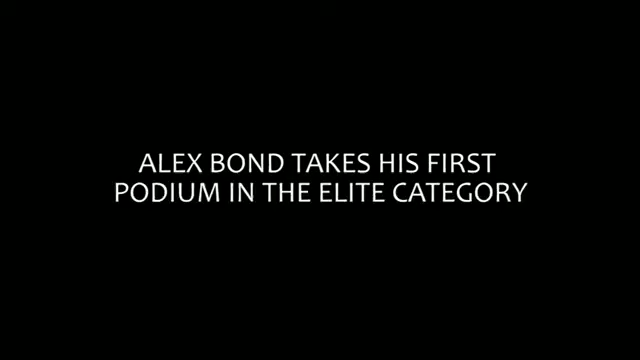 ALEX BOND TAKES HIS FIRST
PODIUM IN THE ELITE CATEGORY